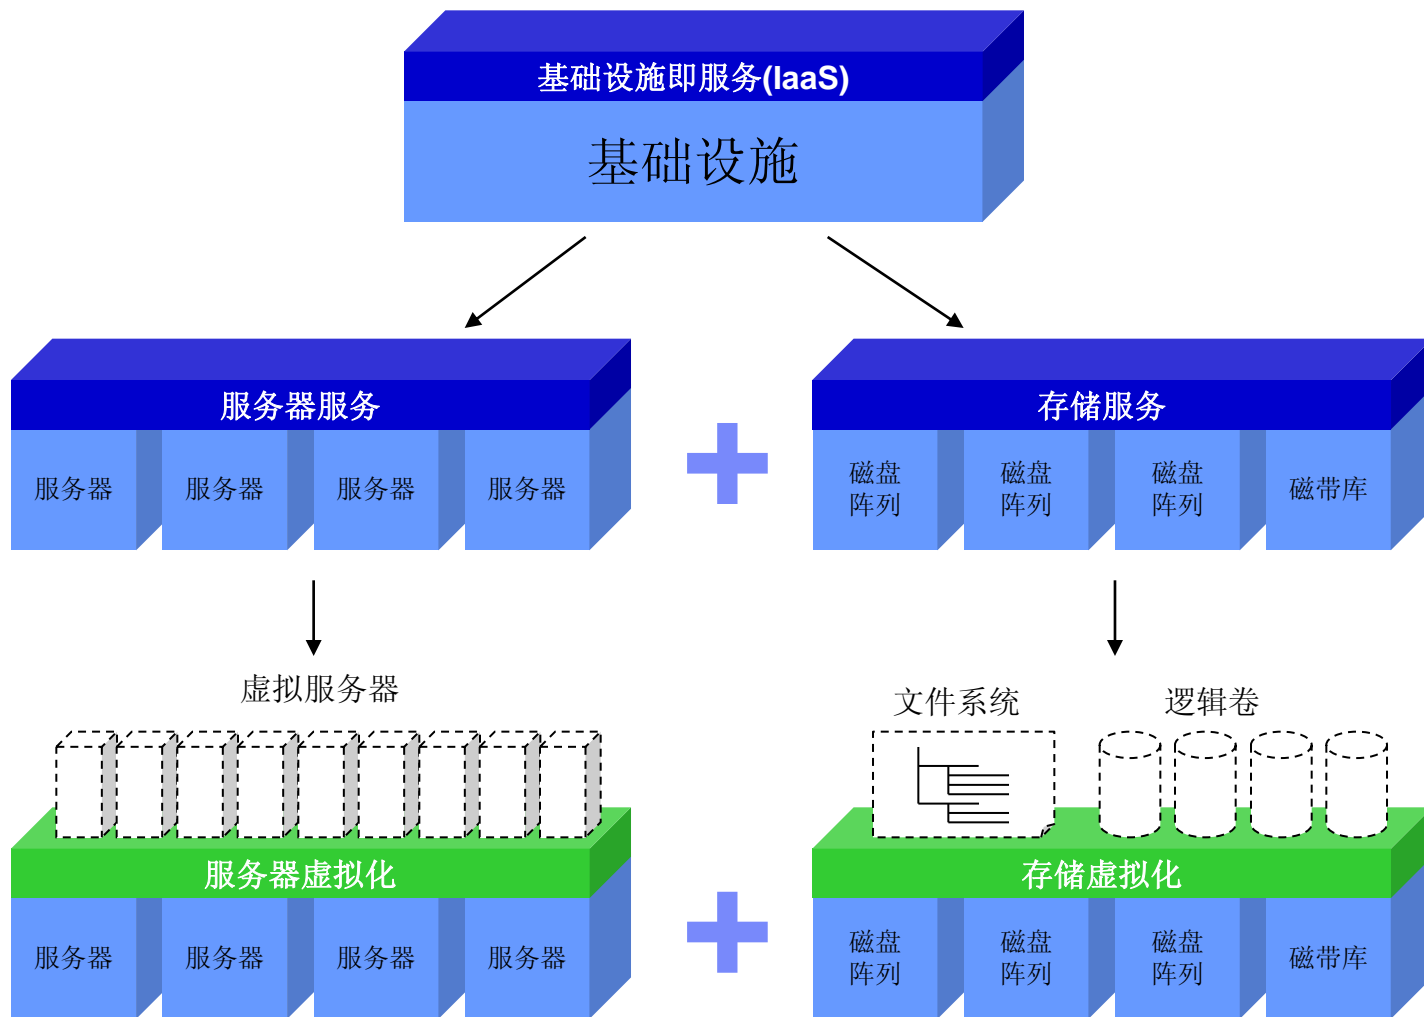 基础设施即服务(IaaS)
基础设施
服务器服务
存储服务
服务器
服务器
服务器
服务器
磁盘
阵列
磁盘
阵列
磁盘
阵列
磁带库
虚拟服务器
文件系统
逻辑卷
服务器虚拟化
存储虚拟化
服务器
服务器
服务器
服务器
磁盘
阵列
磁盘
阵列
磁盘
阵列
磁带库